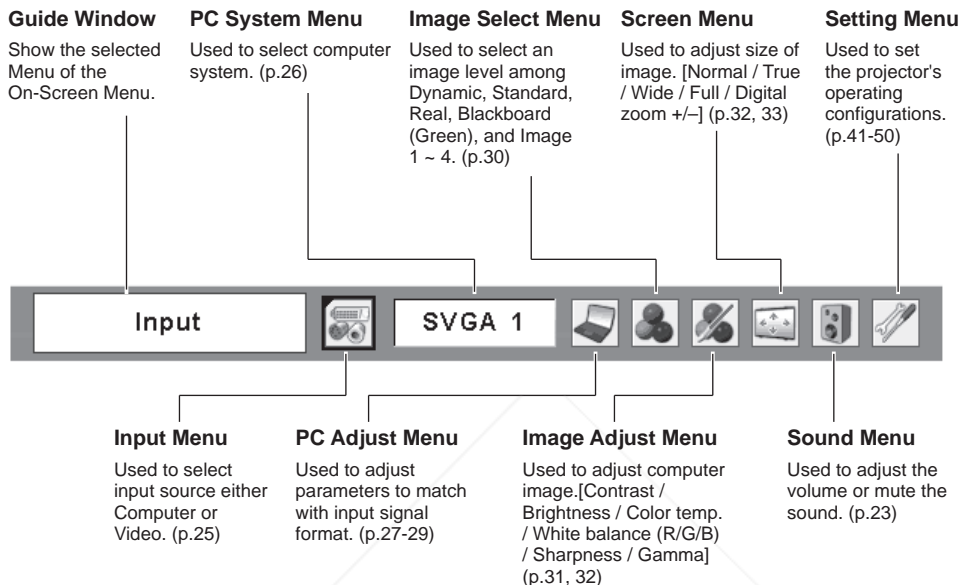 Guide Window
Show the selected
Menu of the
On-Screen Menu.
PC System Menu
Used to select computer
system. (p.26)
Image Select Menu
Used to select an
image level among
Dynamic, Standard,
Real, Blackboard
(Green), and Image
1 ~ 4. (p.30)
Screen Menu
Used to adjust size of
image. [Normal / True
/ Wide / Full / Digital
zoom +/–] (p.32, 33)
Setting Menu
Used to set
the projector's
operating
configurations.
(p.41-50)
Input
SVGA 1
Input Menu
Used to select
input source either
Computer or
Video. (p.25)
PC Adjust Menu
Used to adjust
parameters to match
with input signal
format. (p.27-29)
Image Adjust Menu
Used to adjust computer
image.[Contrast /
Brightness / Color temp.
/ White balance (R/G/B)
/ Sharpness / Gamma]
(p.31, 32)
Sound Menu
Used to adjust the
volume or mute the
sound. (p.23)